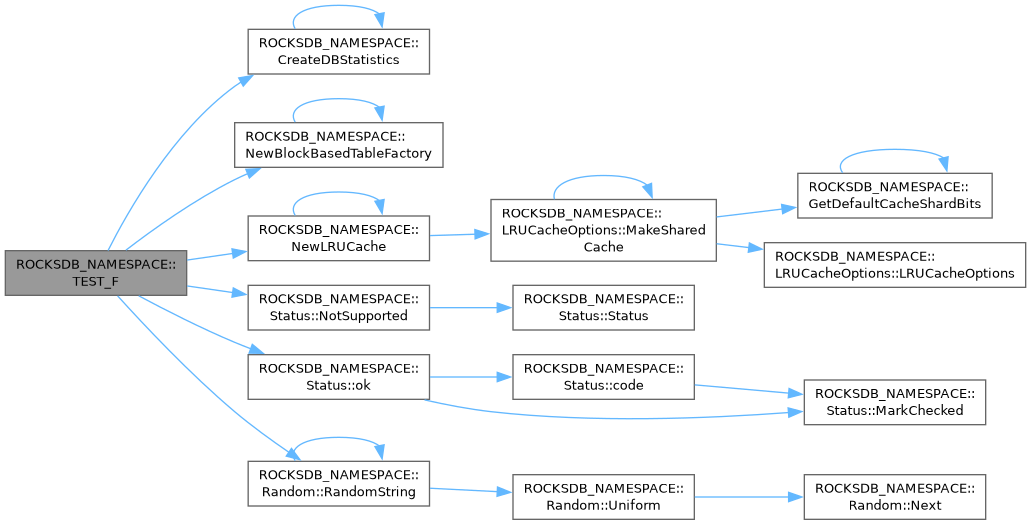 ROCKSDB_NAMESPACE::
TEST_F
ROCKSDB_NAMESPACE::
CreateDBStatistics
ROCKSDB_NAMESPACE::
NewBlockBasedTableFactory
ROCKSDB_NAMESPACE::
NewLRUCache
ROCKSDB_NAMESPACE::
LRUCacheOptions::MakeShared
Cache
ROCKSDB_NAMESPACE::
GetDefaultCacheShardBits
ROCKSDB_NAMESPACE::
LRUCacheOptions::LRUCacheOptions
ROCKSDB_NAMESPACE::
Status::NotSupported
ROCKSDB_NAMESPACE::
Status::Status
ROCKSDB_NAMESPACE::
Status::ok
ROCKSDB_NAMESPACE::
Status::code
ROCKSDB_NAMESPACE::
Status::MarkChecked
ROCKSDB_NAMESPACE::
Random::RandomString
ROCKSDB_NAMESPACE::
Random::Uniform
ROCKSDB_NAMESPACE::
Random::Next